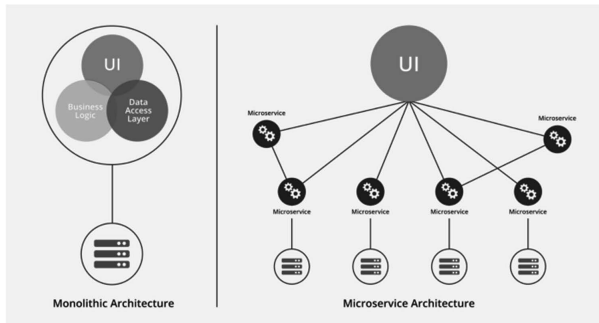 UI
Business
Logic
Data
Access
Layer
Monolithic Architecture
UI
Microservice
Microservice
Microservice
Microservice
Microservice
Microservice
Microservice Architecture